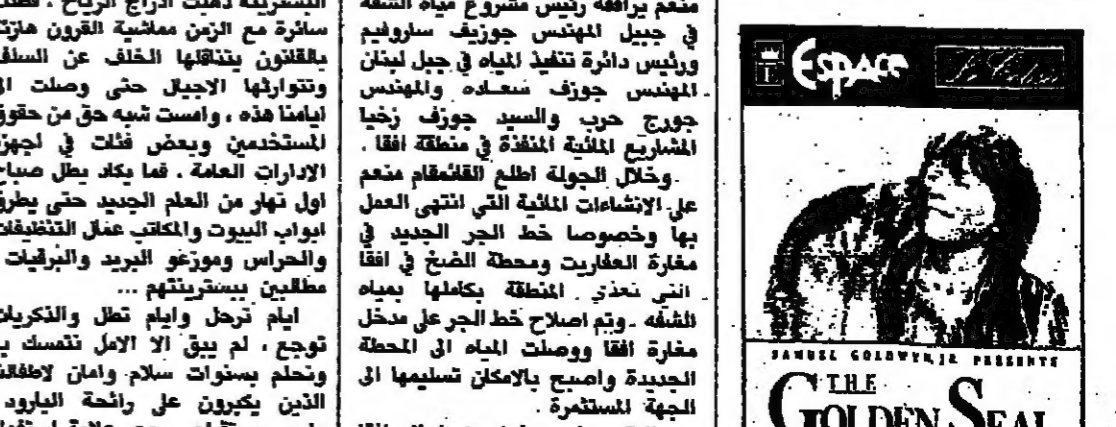 البسترينة ذهبت ادراج الرياح ، فضلت
سائرة مع الزمن مماشية القرون هازئة
بالقانون يتناقلها الخلف عن السلف
وتتوارثها الاجيال حتى وصلت الى
ايامنا هذه ، وامست شبه حق من حقوق
المستخدمين وبعض فئات في اجهزة
الادارات العامة . فما يكاد يطل صباح
اول نهار من العام الجديد حتى يطرق
ابواب البيوت والمكاتب عمال التنظيفات
والحراس وموزعو البريد والبرقيات
مطالبين ببسترينتهم ...
ايام ترحل وايام تطل والذكريات
توجع ، لم يبق الا الامل نتمسك به
ونحلم بسنوات سلام وامان لاطفالنا
الذين يكبرون على رائحة البارود
منعم يرافقه رئيس مشروع مياه الشفة
في جبيل المهندس جوزيف ساروفيم
ورئيس دائرة تنفيذ المياه في جبل لبنان
المهندس جوزف سعاده والمهندس
جورج حرب والسيد جوزف زخيا
المشاريع المائية المنفذة في منطقة افقا .
وخلال الجولة اطلع القائمقام منعم
على الانشاءات المائية التي انتهى العمل
بها وخصوصا خط الجر الجديد في
مغارة العفاريت ومحطة الضخ في افقا
التي تغذي المنطقة بكاملها بمياه
الشفه . وتم اصلاح خط الجر على مدخل
مغارة افقا ووصلت المياه الى المحطة
الجديدة واصبح بالامكان تسليمها الى
الجهة المستثمرة .
E Espace
SAMUEL GOLDWYN, JR. PRESENTS
THE
GOLDEN SEAL